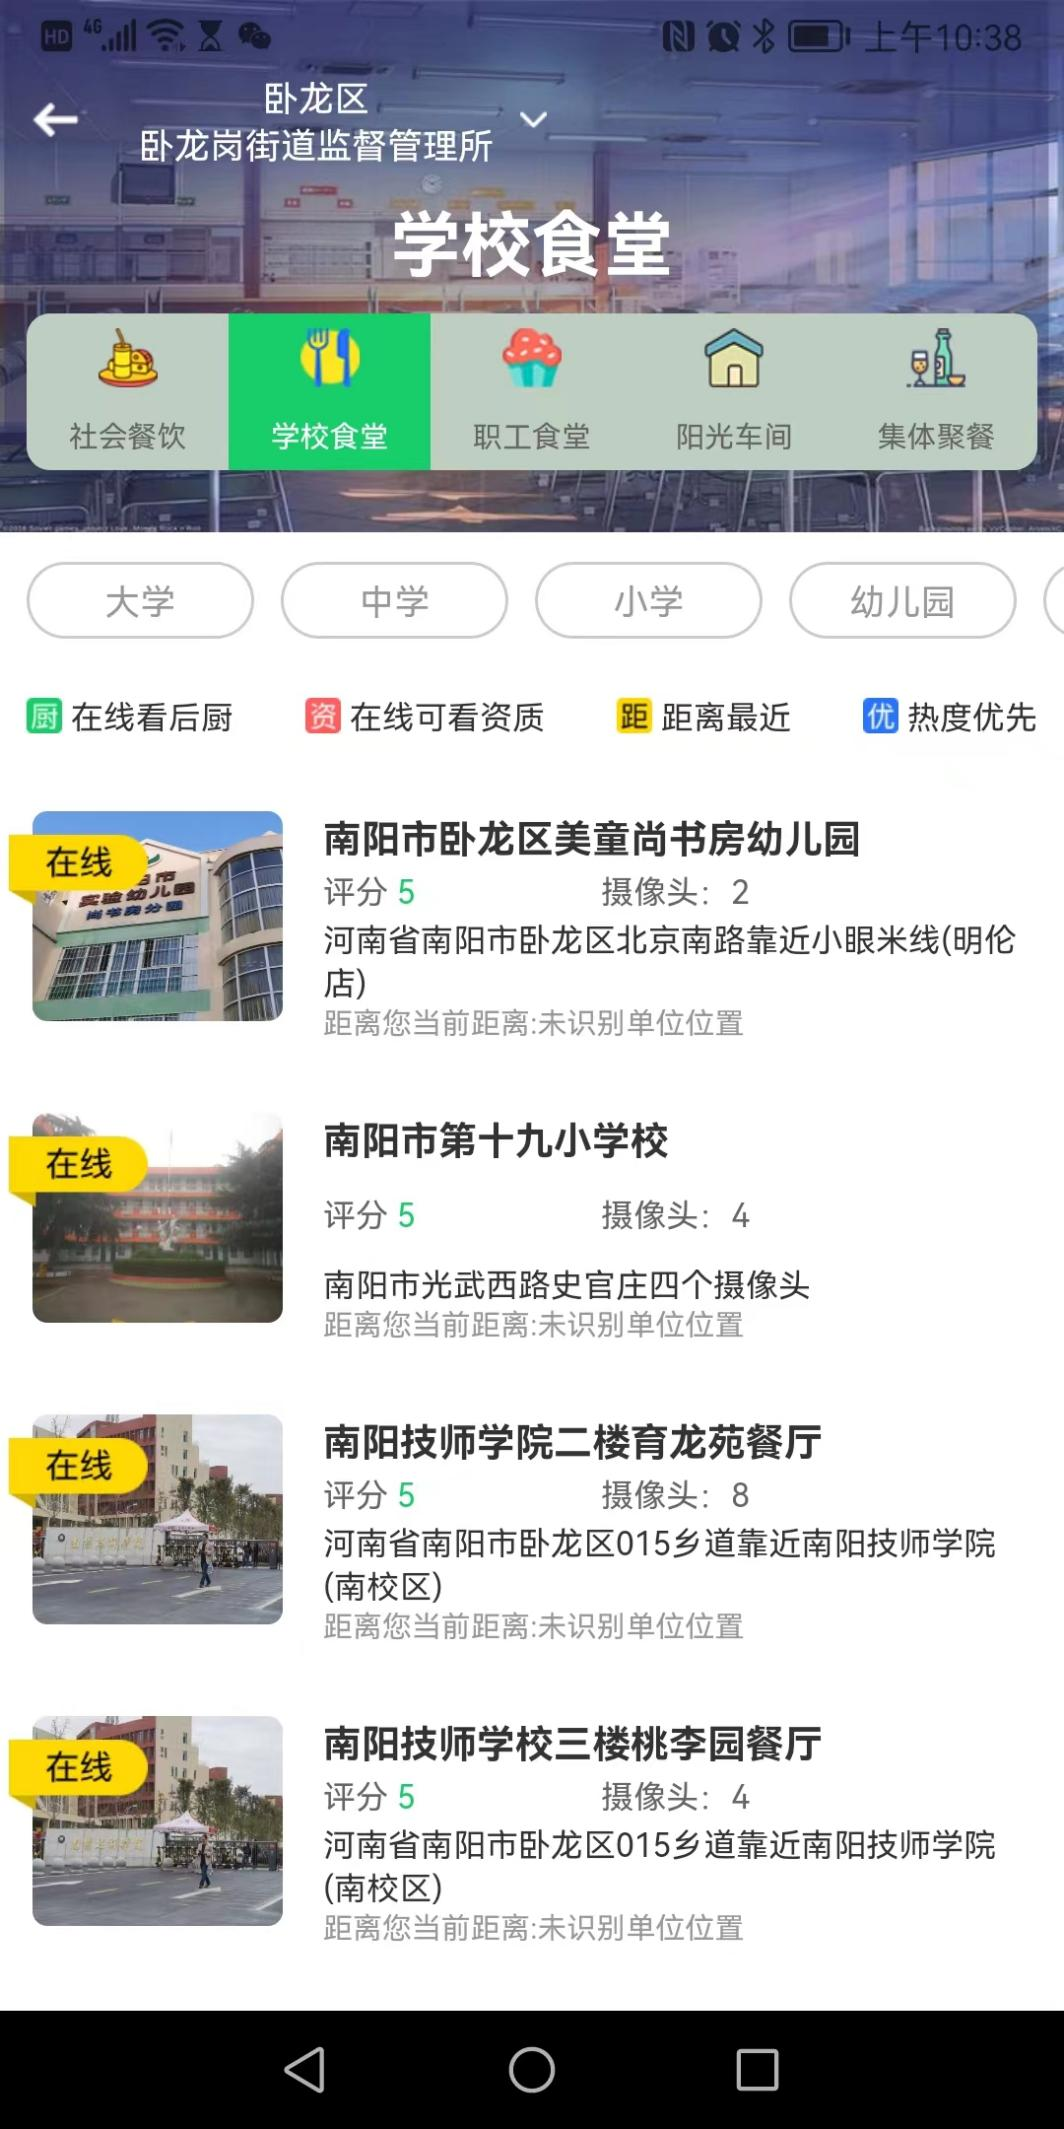 HD 4G 上午10:38
卧龙区
卧龙岗街道监督管理所
学校食堂
社会餐饮 学校食堂 职工食堂 阳光车间 集体聚餐
大学 中学 小学 幼儿园
厨 在线看后厨 资 在线可看资质 距 距离最近 优 热度优先
在线
实验幼儿园
尚书房分园
南阳市卧龙区美童尚书房幼儿园
评分 5 摄像头：2
河南省南阳市卧龙区北京南路靠近小眼米线(明伦
店)
距离您当前距离:未识别单位位置
在线
南阳市第十九小学校
评分 5 摄像头：4
南阳市光武西路史官庄四个摄像头
距离您当前距离:未识别单位位置
在线
南阳技师学院二楼育龙苑餐厅
评分 5 摄像头：8
河南省南阳市卧龙区015乡道靠近南阳技师学院
(南校区)
距离您当前距离:未识别单位位置
在线
南阳技师学校三楼桃李园餐厅
评分 5 摄像头：4
河南省南阳市卧龙区015乡道靠近南阳技师学院
(南校区)
距离您当前距离:未识别单位位置